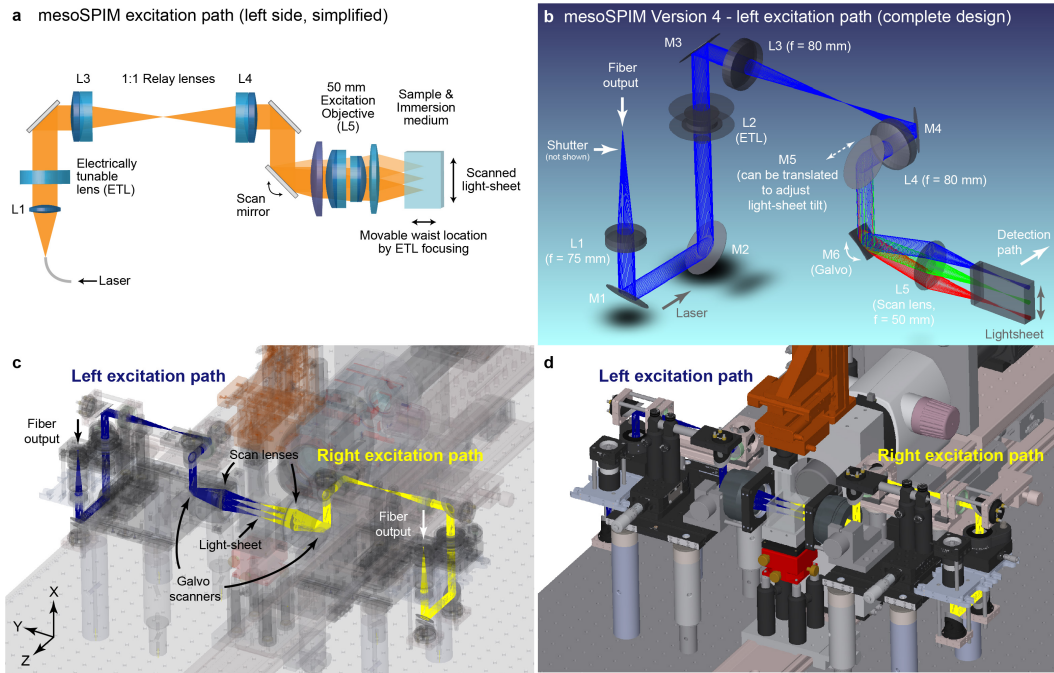 a mesoSPIM excitation path (left side, simplified)
L3
1:1 Relay lenses
L4
50 mm
Excitation
Objective
(L5)
Sample &
Immersion
medium
Electrically
tunable
lens (ETL)
L1
Scan
mirror
Scanned
light-sheet
Movable waist location
by ETL focusing
Laser
b mesoSPIM Version 4 - left excitation path (complete design)
M3
L3 (f = 80 mm)
Fiber
output
L2
(ETL)
M4
Shutter
(not shown)
M5
(can be translated
to adjust
light-sheet tilt)
L4 (f = 80 mm)
L1
(f = 75 mm)
M2
M6
(Galvo)
Detection
path
M1
Laser
L5
(Scan lens,
f = 50 mm)
Lightsheet
c
Left excitation path
Fiber
output
Scan lenses
Right excitation path
Fiber
output
Light-sheet
Galvo
scanners
X
Y
Z
d
Left excitation path
Right excitation path